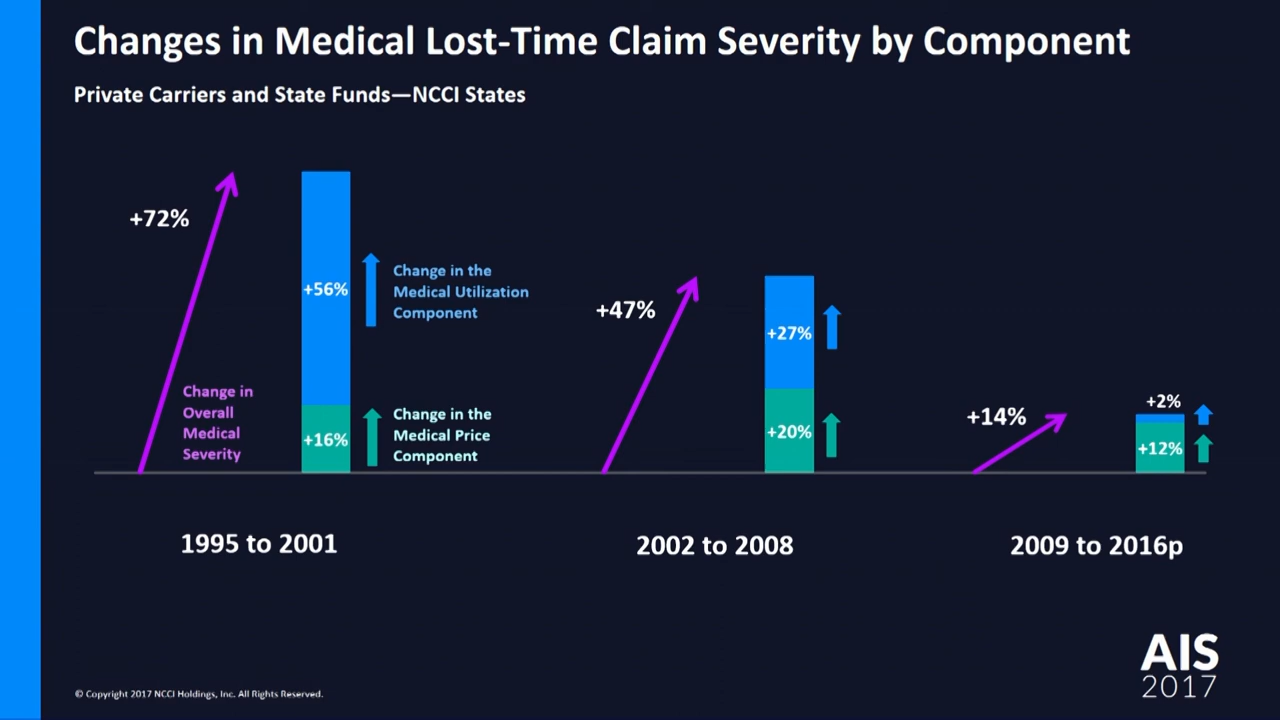 Changes in Medical Lost-Time Claim Severity by Component
Private Carriers and State Funds—NCCI States
+72%
Change in
Overall
Medical
Severity
+56%
Change in the
Medical Utilization
Component
+16%
Change in the
Medical Price
Component
+47%
+27%
+20%
+14%
+2%
+12%
1995 to 2001
2002 to 2008
2009 to 2016p
AIS
2017
© Copyright 2017 NCCI Holdings, Inc. All Rights Reserved.